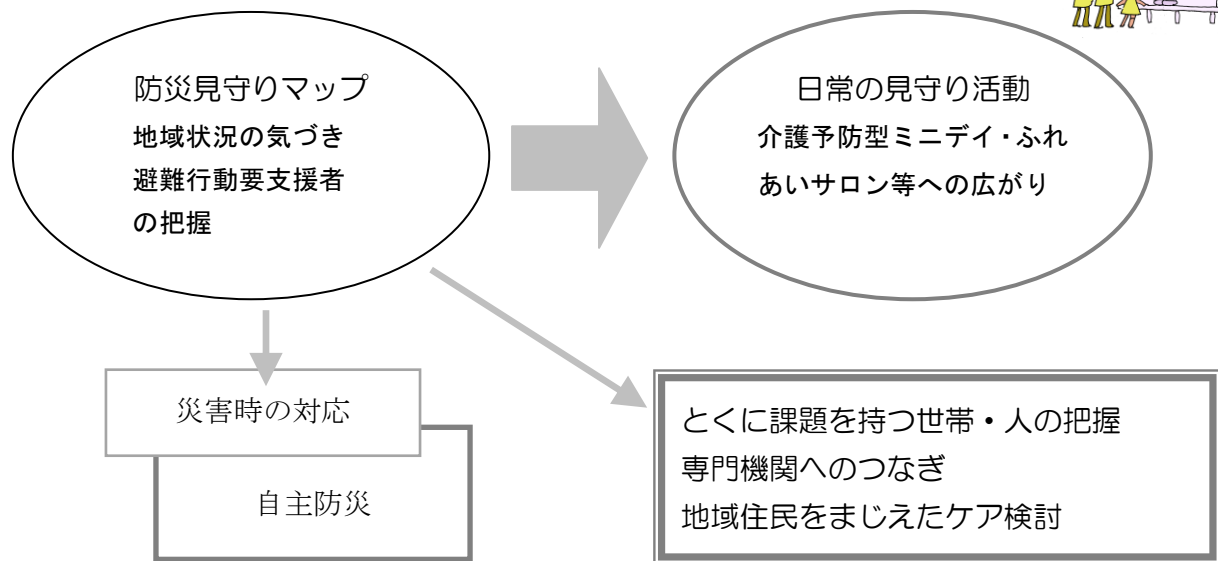 防災見守りマップ
地域状況の気づき
避難行動要支援者
の把握
日常の見守り活動
介護予防型ミニデイ・ふれ
あいサロン等への広がり
災害時の対応
自主防災
とくに課題を持つ世帯・人の把握
専門機関へのつなぎ
地域住民をまじえたケア検討